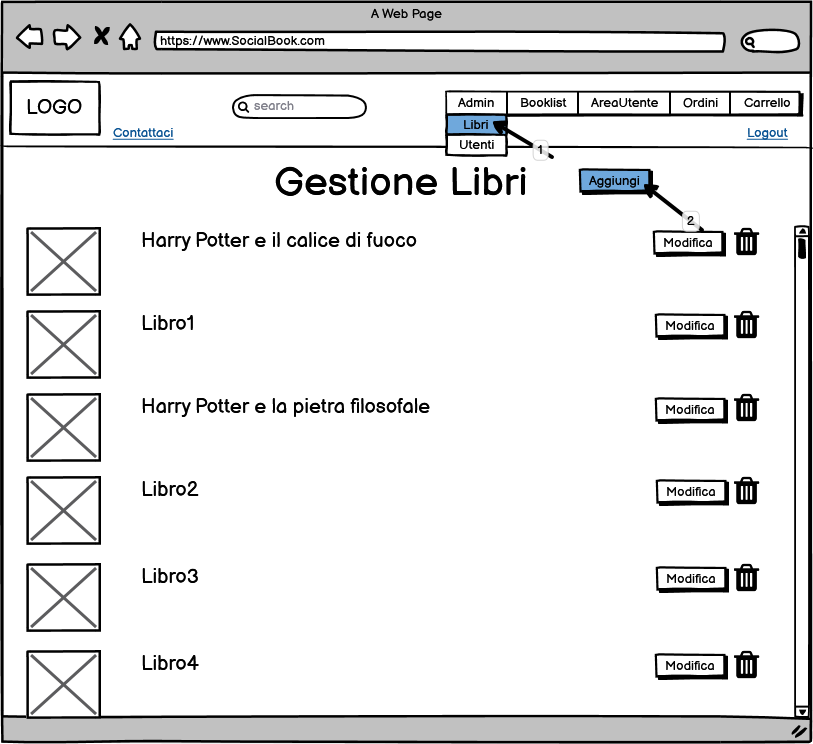 A Web Page
https://www.SocialBook.com
LOGO
search
Admin Booklist AreaUtente Ordini Carrello
Contattaci
Libri
Logout
Utenti
1
Gestione Libri
Aggiungi
2
Harry Potter e il calice di fuoco
Modifica
Libro1
Modifica
Harry Potter e la pietra filosofale
Modifica
Libro2
Modifica
Libro3
Modifica
Libro4
Modifica